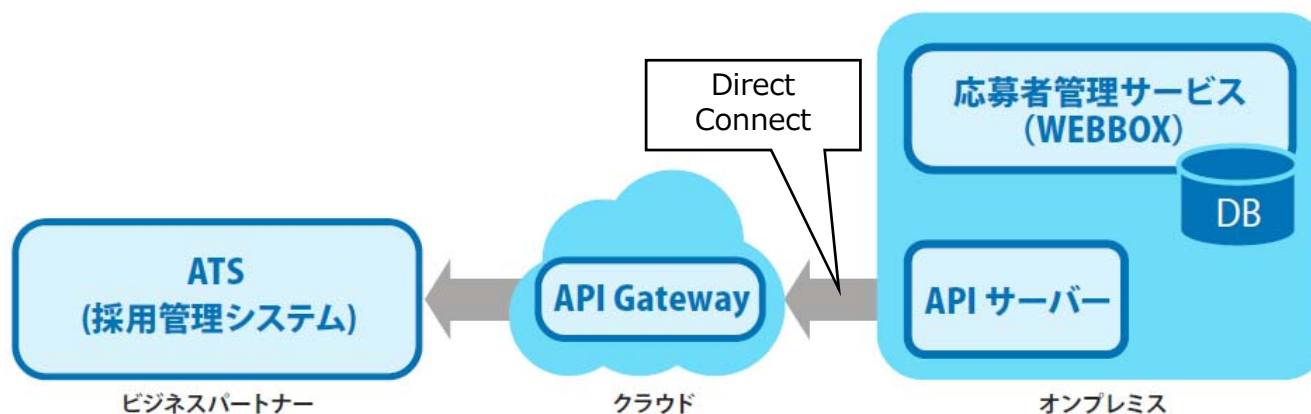 Direct
Connect
応募者管理サービス
（WEBBOX）
DB
ATS
(採用管理システム)
API Gateway
API サーバー
ビジネスパートナー
クラウド
オンプレミス